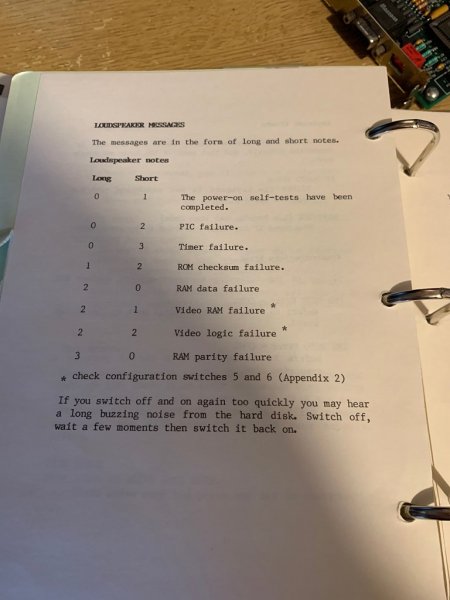 LOUDSPEAKER MESSAGES
The messages are in the form of long and short notes.
Loudspeaker notes
Long Short
0 1 The power-on self-tests have been
completed.
0 2 PIC failure.
0 3 Timer failure.
1 2 ROM checksum failure.
2 0 RAM data failure
2 1 Video RAM failure *
2 2 Video logic failure *
3 0 RAM parity failure
* check configuration switches 5 and 6 (Appendix 2)
If you switch off and on again too quickly you may hear
a long buzzing noise from the hard disk. Switch off,
wait a few moments then switch it back on.